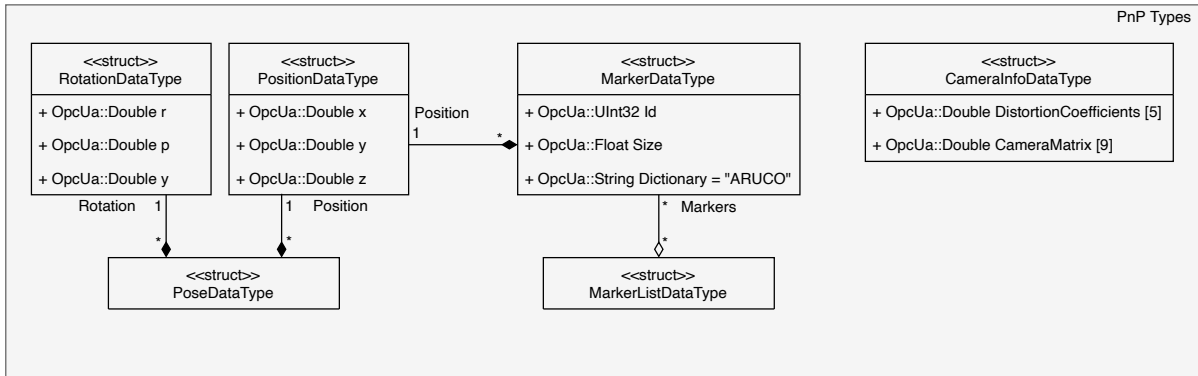 PnP Types
<<struct>>
RotationDataType
+ OpcUa::Double r
+ OpcUa::Double p
+ OpcUa::Double y
<<struct>>
PositionDataType
+ OpcUa::Double x
+ OpcUa::Double y
+ OpcUa::Double z
Position
1
*
<<struct>>
MarkerDataType
+ OpcUa::UInt32 Id
+ OpcUa::Float Size
+ OpcUa::String Dictionary = "ARUCO"
<<struct>>
CameraInfoDataType
+ OpcUa::Double DistortionCoefficients [5]
+ OpcUa::Double CameraMatrix [9]
Rotation 1
*
1 Position
*
* Markers
*
<<struct>>
PoseDataType
<<struct>>
MarkerListDataType